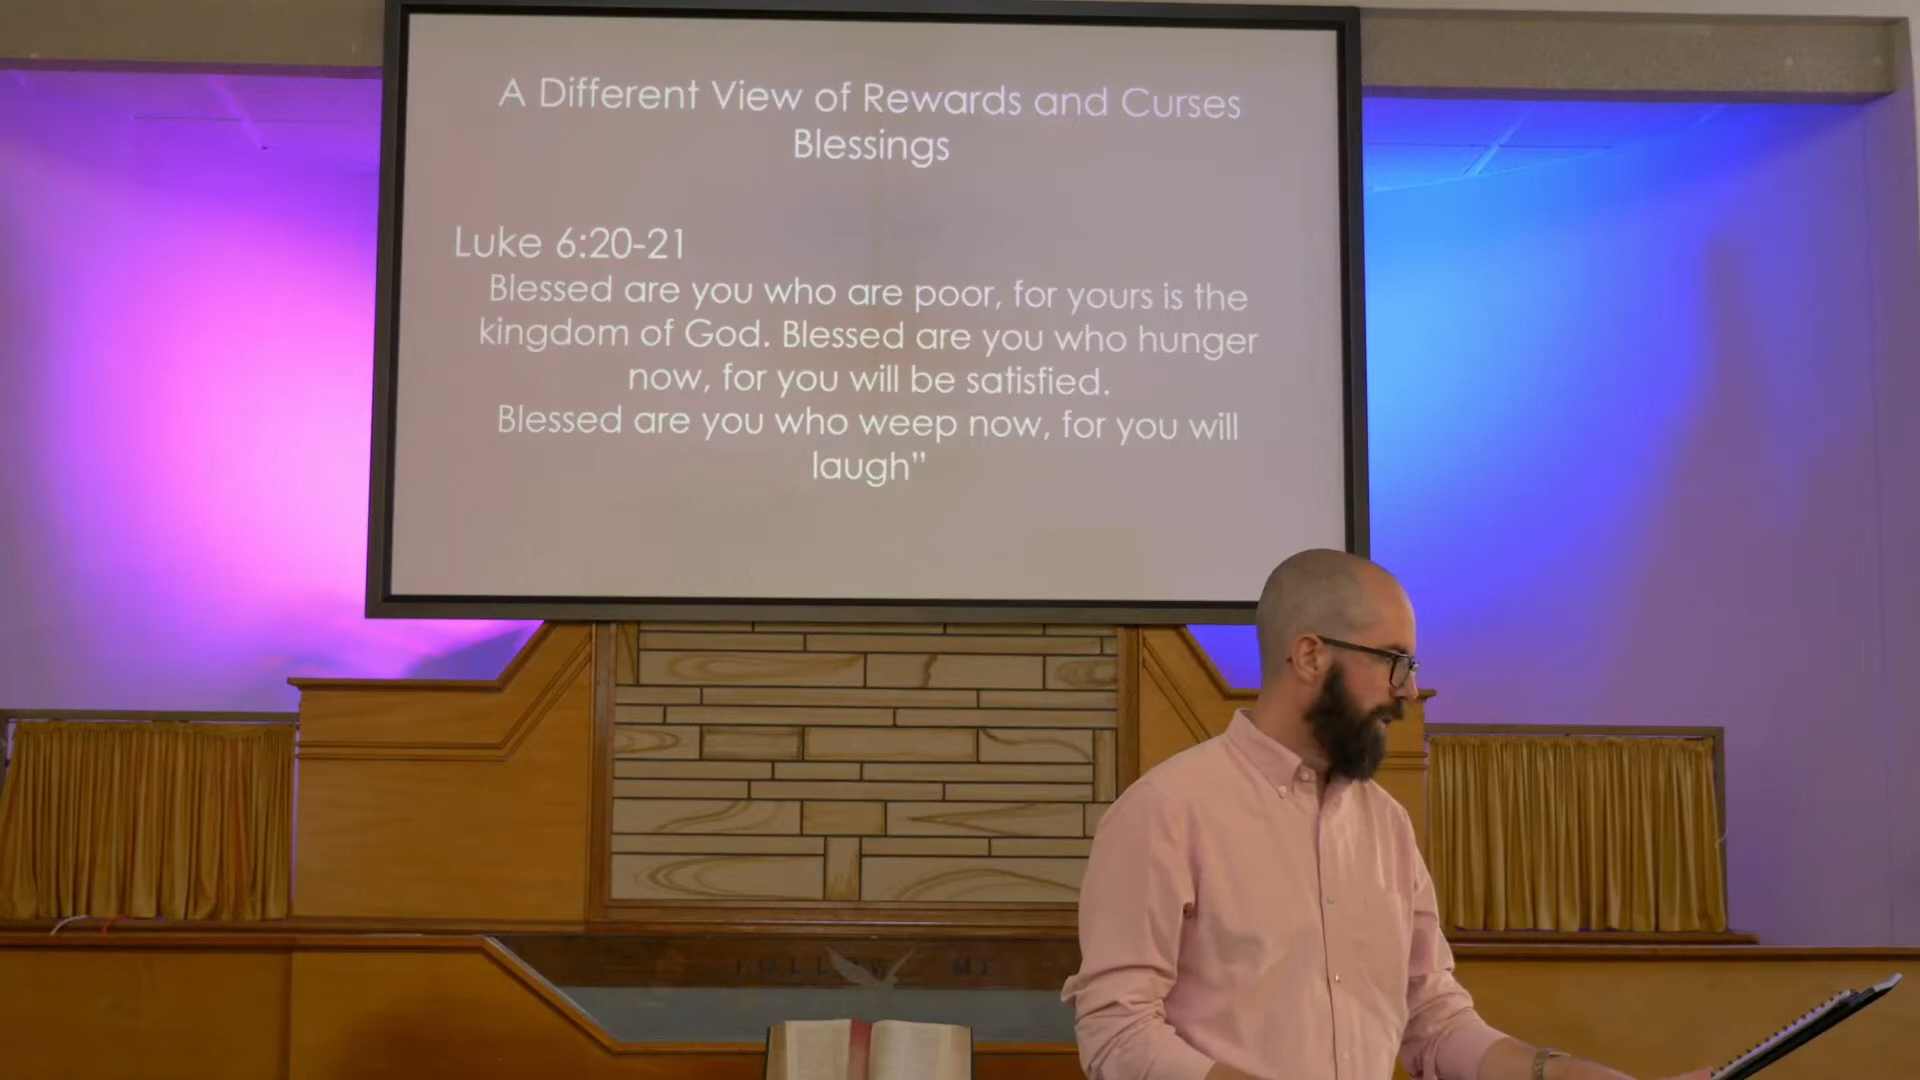 A Different View of Rewards and Curses
Blessings
Luke 6:20-21
Blessed are you who are poor, for yours is the
kingdom of God. Blessed are you who hunger
now, for you will be satisfied.
Blessed are you who weep now, for you will
laugh”
FOLLOW ME